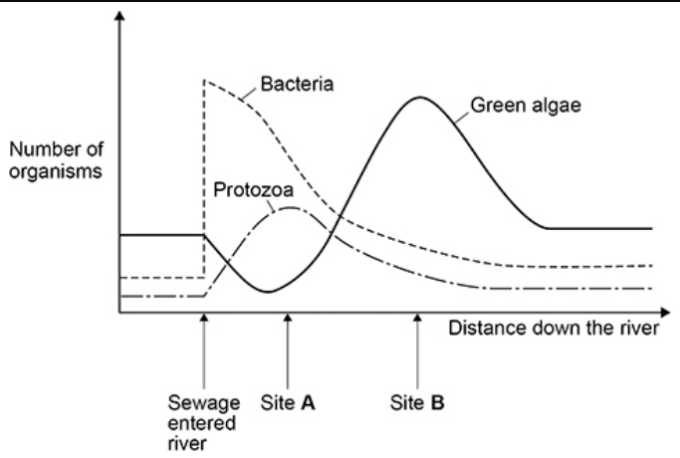 Bacteria
Green algae
Number of
organisms
Protozoa
Distance down the river
Sewage
entered
river
Site A
Site B